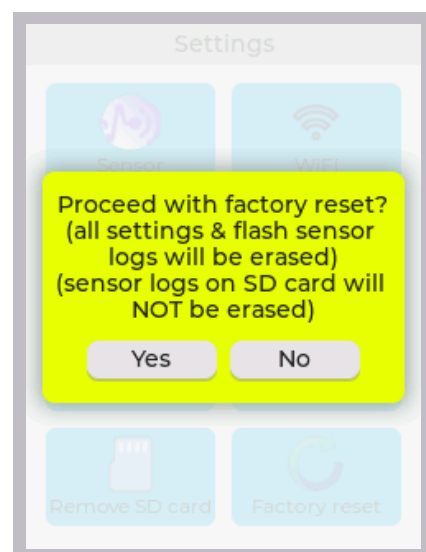 Settings
Sensor
WiFi
Proceed with factory reset?
(all settings & flash sensor
logs will be erased)
(sensor logs on SD card will
NOT be erased)
Yes
No
Remove SD card
Factory reset